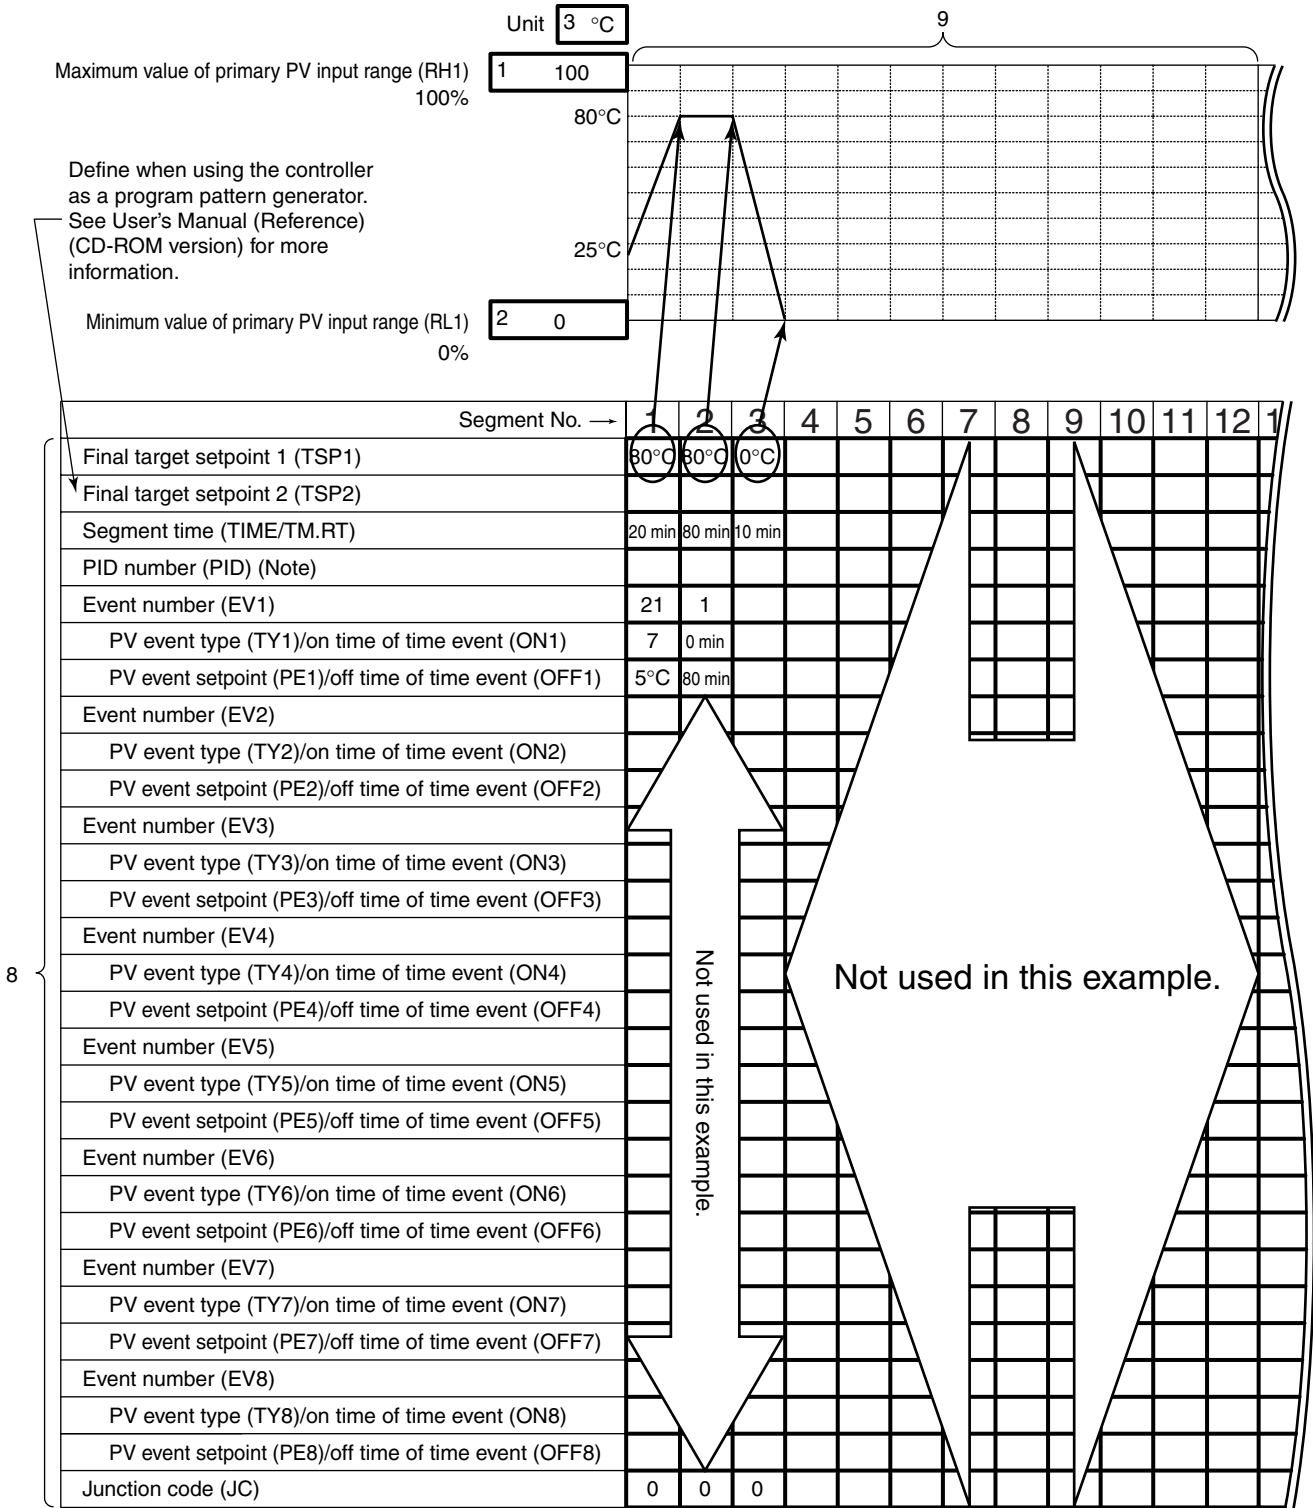 Unit 3 °C
9
Maximum value of primary PV input range (RH1) 1 100
100%
80°C
Define when using the controller
as a program pattern generator.
See User's Manual (Reference)
(CD-ROM version) for more
information.
25°C
Minimum value of primary PV input range (RL1) 2 0
0%
Segment No. → 1 2 3 4 5 6 7 8 9 10 11 12 1
Final target setpoint 1 (TSP1) 80°C 80°C 0°C
Final target setpoint 2 (TSP2)
Segment time (TIME/TM.RT) 20 min 80 min 10 min
PID number (PID) (Note)
Event number (EV1) 21 1
PV event type (TY1)/on time of time event (ON1) 7 0 min
PV event setpoint (PE1)/off time of time event (OFF1) 5°C 80 min
Event number (EV2)
PV event type (TY2)/on time of time event (ON2)
PV event setpoint (PE2)/off time of time event (OFF2)
Event number (EV3)
PV event type (TY3)/on time of time event (ON3)
PV event setpoint (PE3)/off time of time event (OFF3)
Event number (EV4)
8
PV event type (TY4)/on time of time event (ON4)
Not used in this example.
Not used in this example.
PV event setpoint (PE4)/off time of time event (OFF4)
Event number (EV5)
PV event type (TY5)/on time of time event (ON5)
PV event setpoint (PE5)/off time of time event (OFF5)
Event number (EV6)
PV event type (TY6)/on time of time event (ON6)
PV event setpoint (PE6)/off time of time event (OFF6)
Event number (EV7)
PV event type (TY7)/on time of time event (ON7)
PV event setpoint (PE7)/off time of time event (OFF7)
Event number (EV8)
PV event type (TY8)/on time of time event (ON8)
PV event setpoint (PE8)/off time of time event (OFF8)
Junction code (JC) 0 0 0